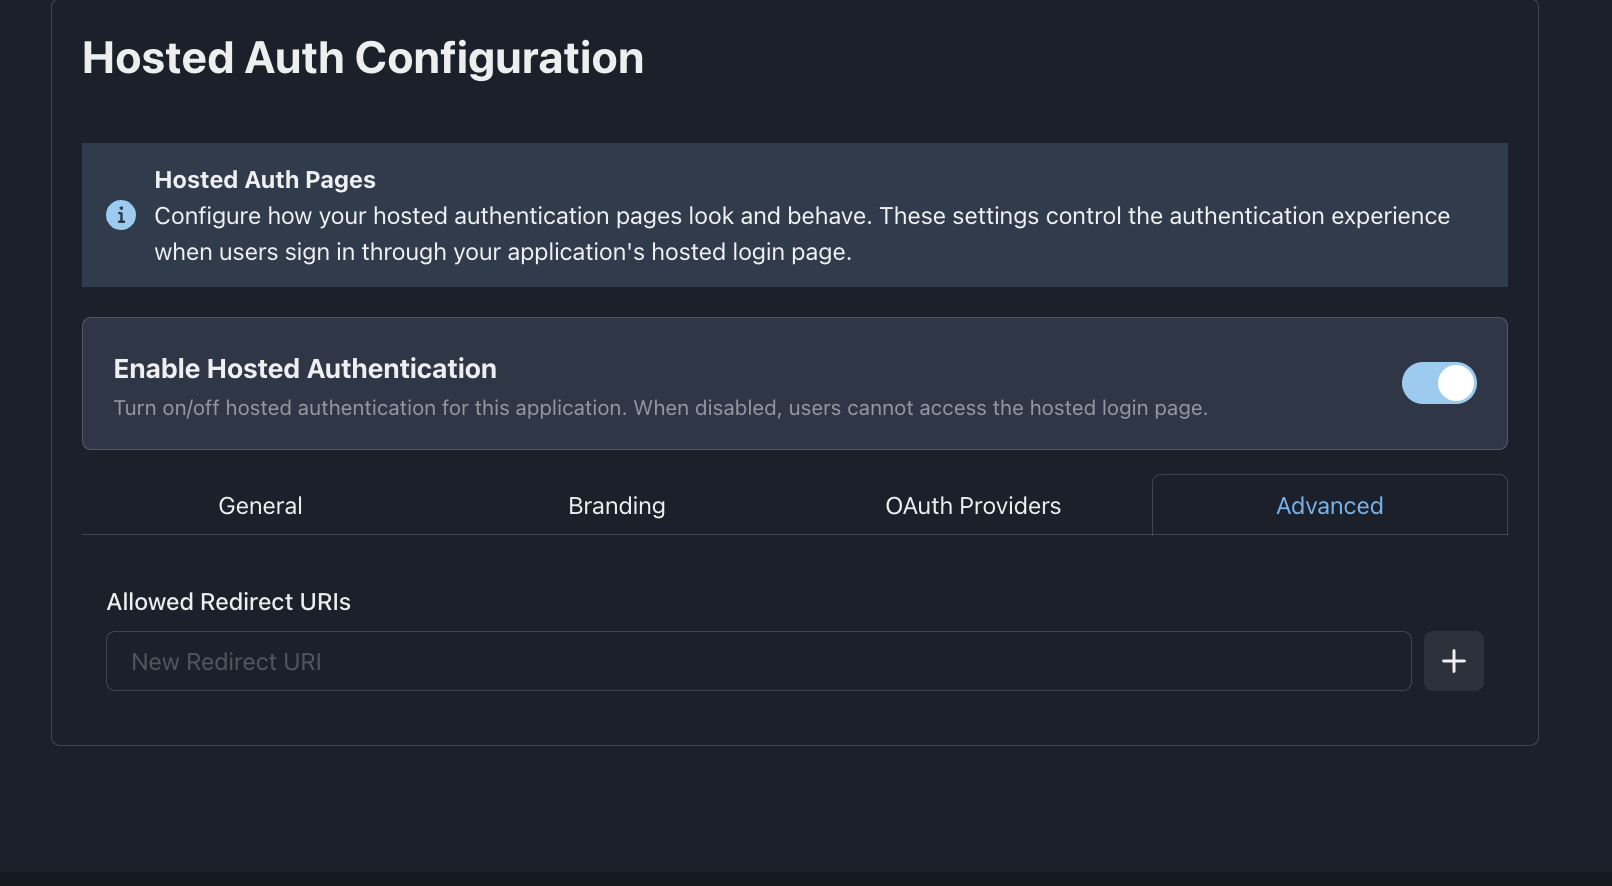 Hosted Auth Configuration
Hosted Auth Pages
Configure how your hosted authentication pages look and behave. These settings control the authentication experience
when users sign in through your application's hosted login page.
Enable Hosted Authentication
Turn on/off hosted authentication for this application. When disabled, users cannot access the hosted login page.
General
Branding
OAuth Providers
Advanced
Allowed Redirect URIs
New Redirect URI